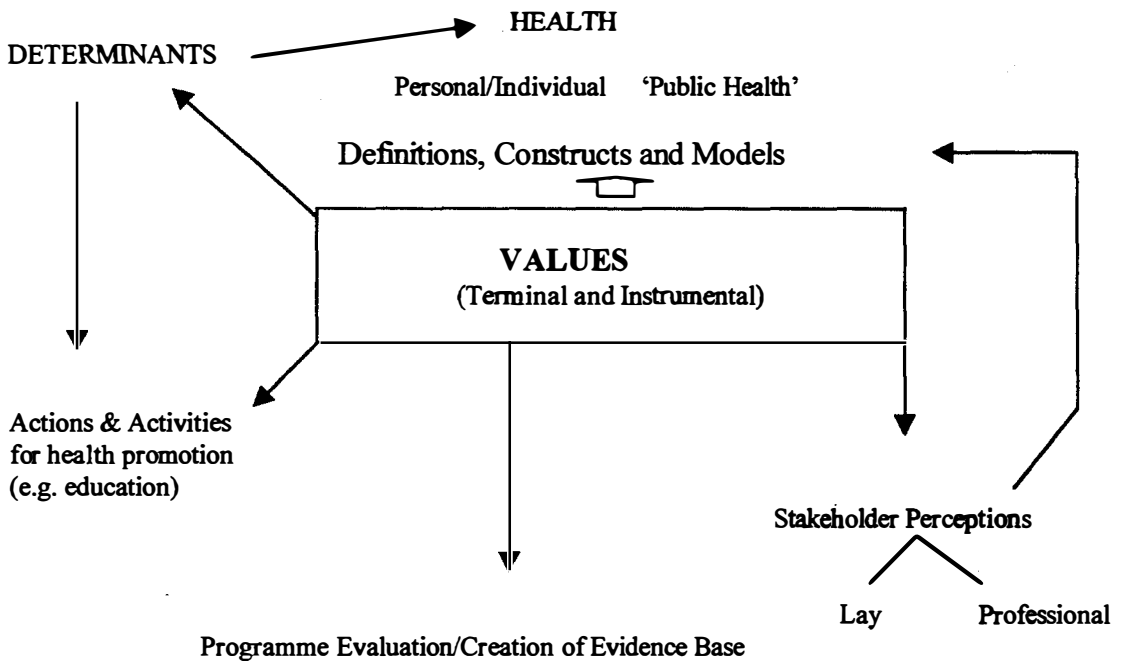 HEALTH
DETERMINANTS
Personal/Individual ‘Public Health’
Definitions, Constructs and Models
VALUES
(Terminal and Instrumental)
Actions & Activities
for health promotion
(e.g. education)
Stakeholder Perceptions
Lay Professional
Programme Evaluation/Creation of Evidence Base